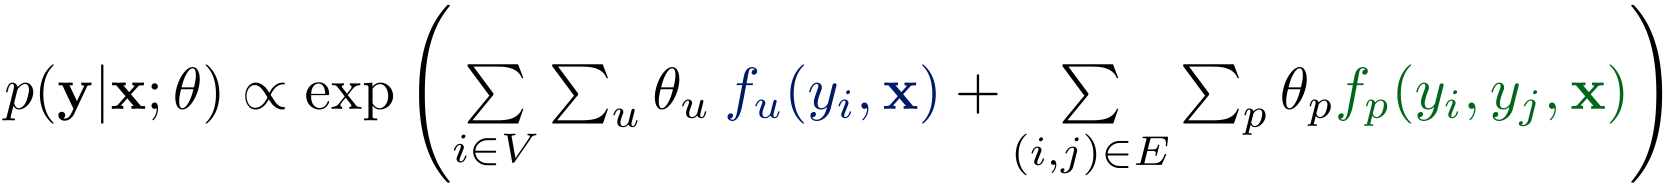 p(𝐲|𝐱; θ) ∝ exp ( ∑_{i∈V} ∑_u θ_u f_u(y_i, 𝐱) + ∑_{(i,j)∈E} ∑_p θ_p f_p(y_i, y_j, 𝐱) )